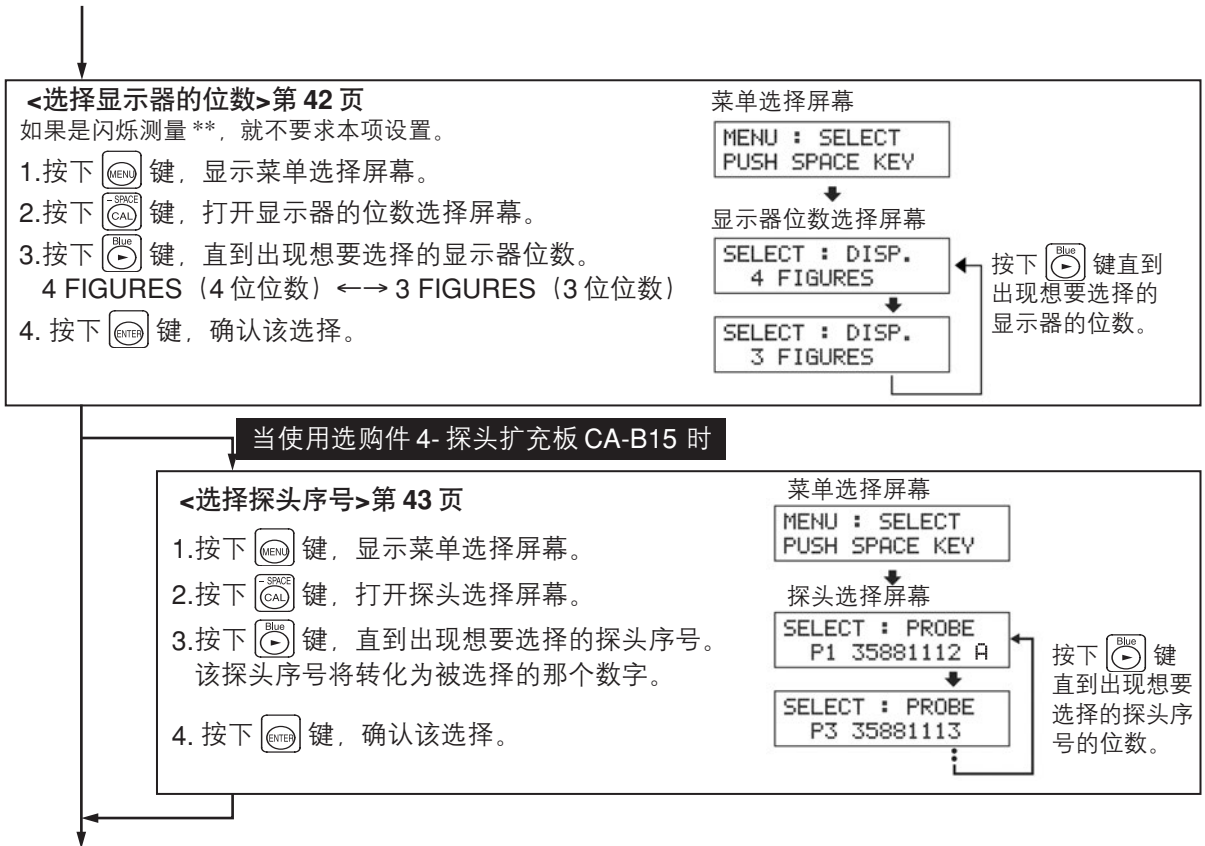 <选择显示器的位数>第 42 页
如果是闪烁测量 **，就不要求本项设置。
1.按下 MENU 键，显示菜单选择屏幕。
2.按下 - SPACE CAL 键，打开显示器的位数选择屏幕。
3.按下 Blue 键，直到出现想要选择的显示器位数。
4 FIGURES（4 位位数）←→ 3 FIGURES（3 位位数）
4. 按下 ENTER 键，确认该选择。
菜单选择屏幕
MENU : SELECT
PUSH SPACE KEY
显示器位数选择屏幕
SELECT : DISP.
4 FIGURES
SELECT : DISP.
3 FIGURES
按下 Blue 键直到
出现想要选择的
显示器的位数。
当使用选购件 4- 探头扩充板 CA-B15 时
<选择探头序号>第 43 页
1.按下 MENU 键，显示菜单选择屏幕。
2.按下 - SPACE CAL 键，打开探头选择屏幕。
3.按下 Blue 键，直到出现想要选择的探头序号。
该探头序号将转化为被选择的那个数字。
4. 按下 ENTER 键，确认该选择。
菜单选择屏幕
MENU : SELECT
PUSH SPACE KEY
探头选择屏幕
SELECT : PROBE
P1 35881112 A
SELECT : PROBE
P3 35881113
按下 Blue 键
直到出现想要
选择的探头序
号的位数。